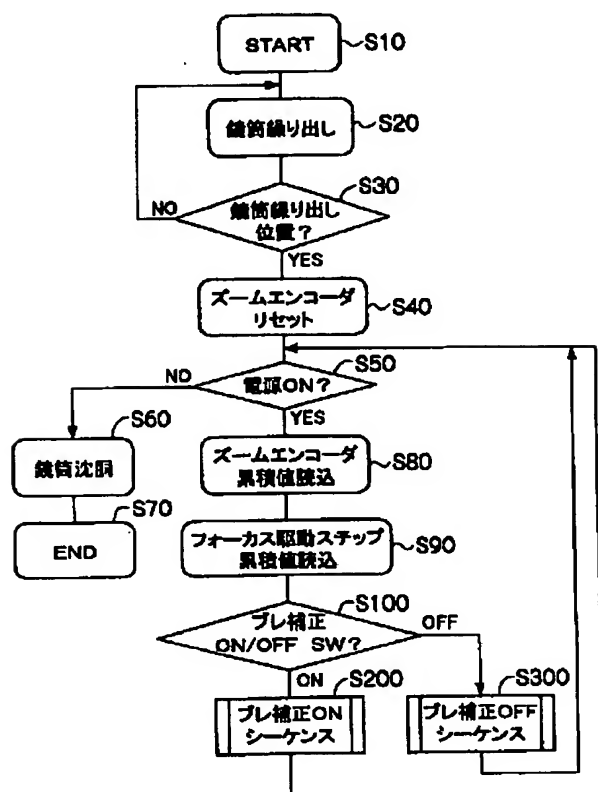 START
S10
鏡筒繰り出し
S20
S30
NO
鏡筒繰り出し
位置?
YES
ズームエンコーダ
リセット
S40
S50
NO
電源ON?
S60
YES
鏡筒沈胴
ズームエンコーダ
累積値読込
S80
S70
END
フォーカス駆動ステップ
累積値読込
S90
S100
ブレ補正
ON/OFF SW?
OFF
ON
S200
S300
ブレ補正ON
シーケンス
ブレ補正OFF
シーケンス